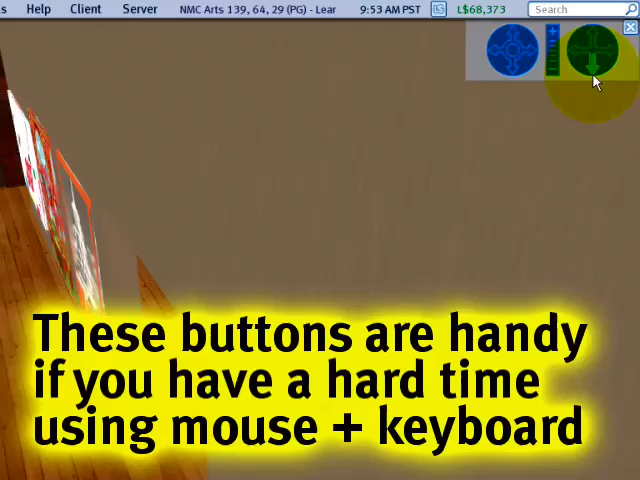 s Help Client Server NMC Arts 139, 64, 29 (PG) - Lear 9:53 AM PST L$68,373 Search
These buttons are handy
if you have a hard time
using mouse + keyboard